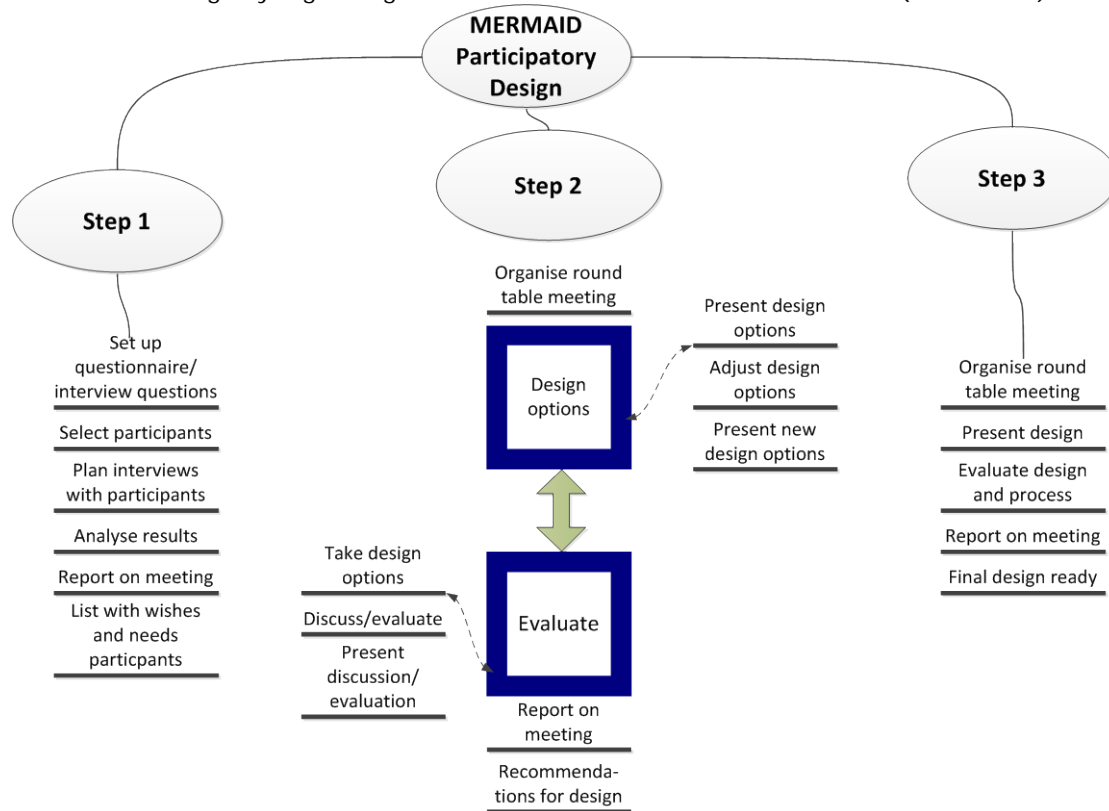 MERMAID
Participatory
Design
Step 1
Step 2
Step 3
Set up
questionnaire/
interview questions
Select participants
Plan interviews
with participants
Analyse results
Report on meeting
List with wishes
and needs
particpants
Organise round
table meeting
Design
options
Present design
options
Adjust design
options
Present new
design options
Evaluate
Take design
options
Discuss/evaluate
Present
discussion/
evaluation
Report on
meeting
Recommenda-
tions for design
Organise round
table meeting
Present design
Evaluate design
and process
Report on meeting
Final design ready